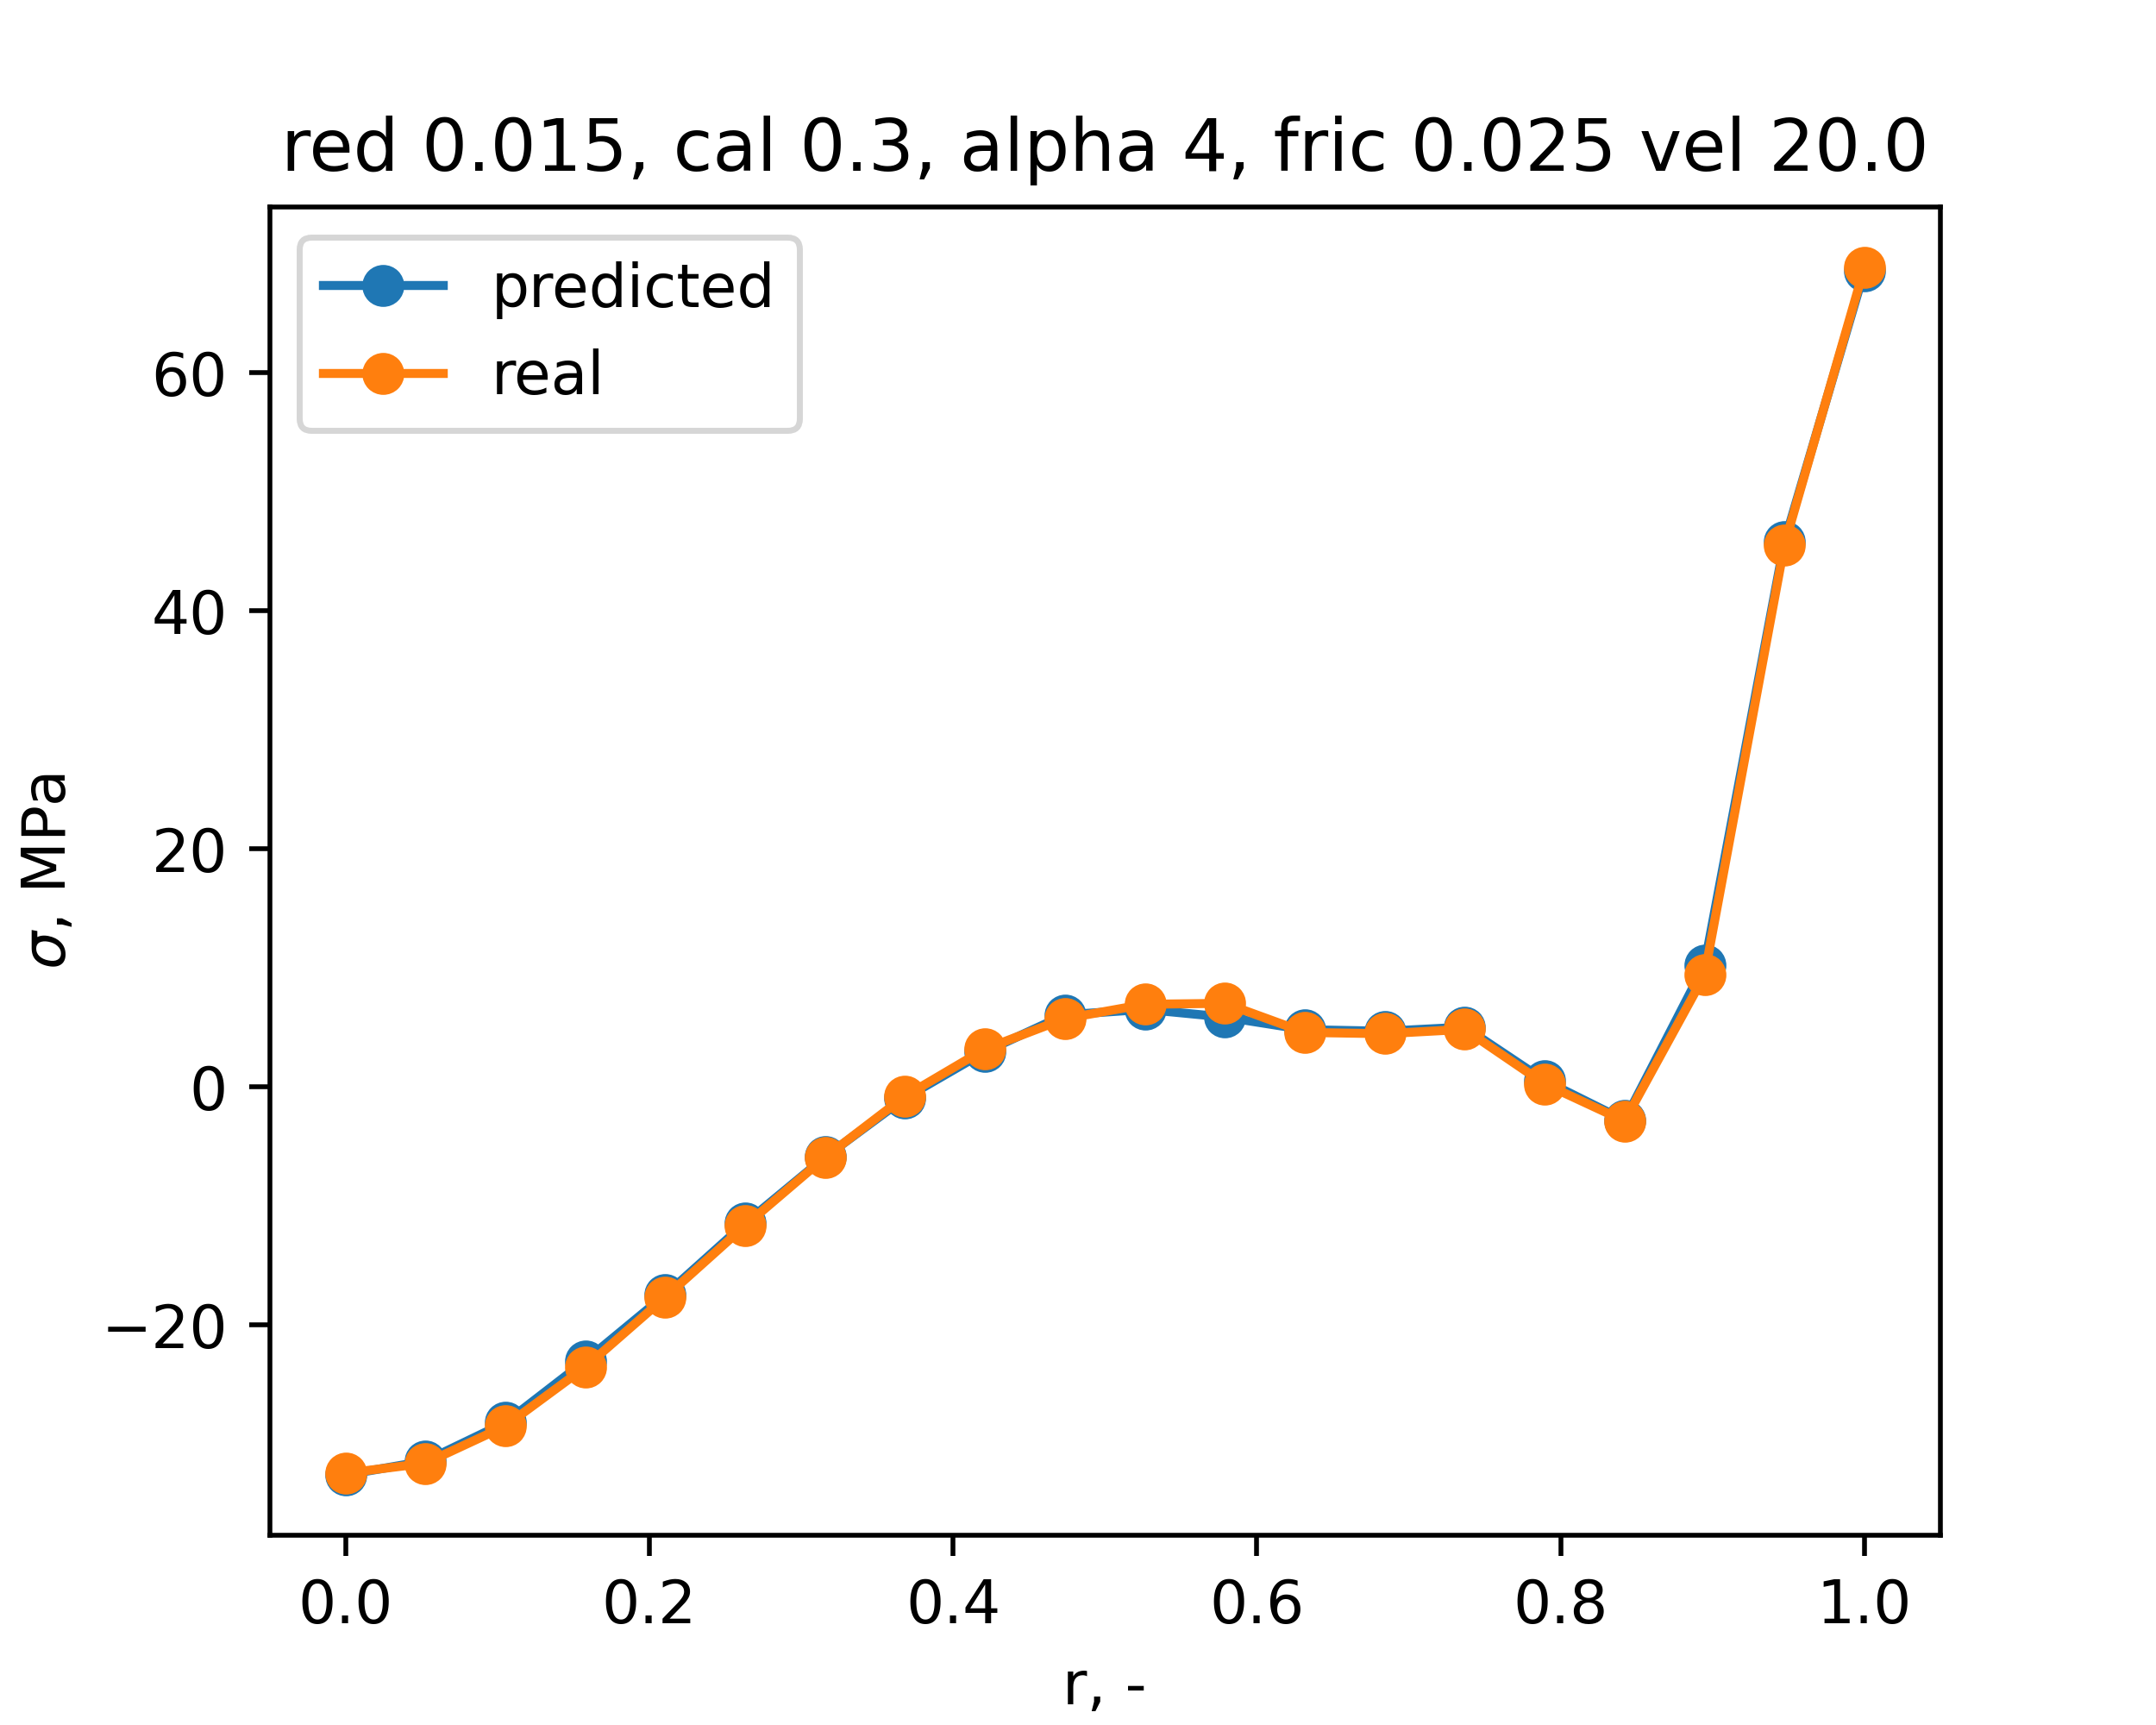 red 0.015, cal 0.3, alpha 4, fric 0.025 vel 20.0
predicted
real
60
40
20
0
−20
σ, MPa
0.0 0.2 0.4 0.6 0.8 1.0
r, -